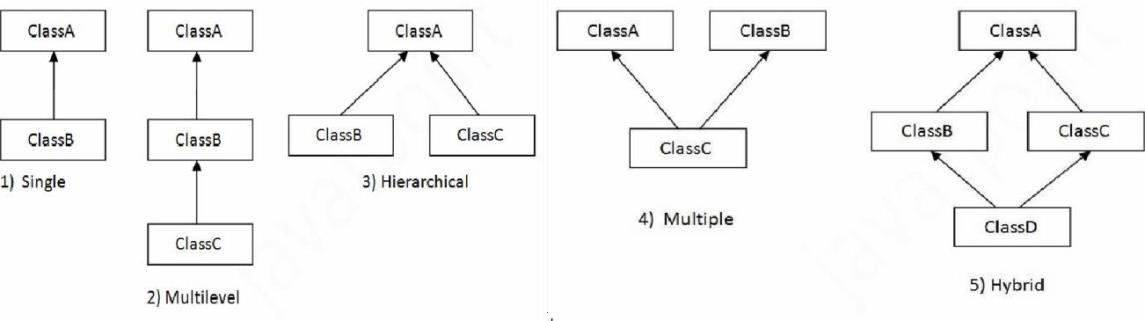 ClassA
ClassB
1) Single
ClassA
ClassB
ClassC
2) Multilevel
ClassA
ClassB ClassC
3) Hierarchical
ClassA ClassB
ClassC
4) Multiple
ClassA
ClassB ClassC
ClassD
5) Hybrid